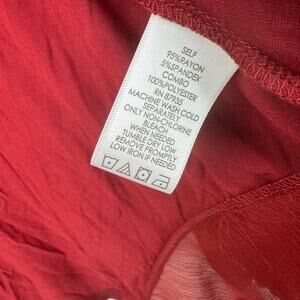 SELF
95%RAYON
5%SPANDEX
COMBO
100%POLYESTER
RN 87935
MACHINE WASH COLD
SEPARATELY
ONLY NON-CHLORINE
BLEACH
WHEN NEEDED
TUMBLE DRY LOW
REMOVE PROMPTLY
LOW IRON IF NEEDED